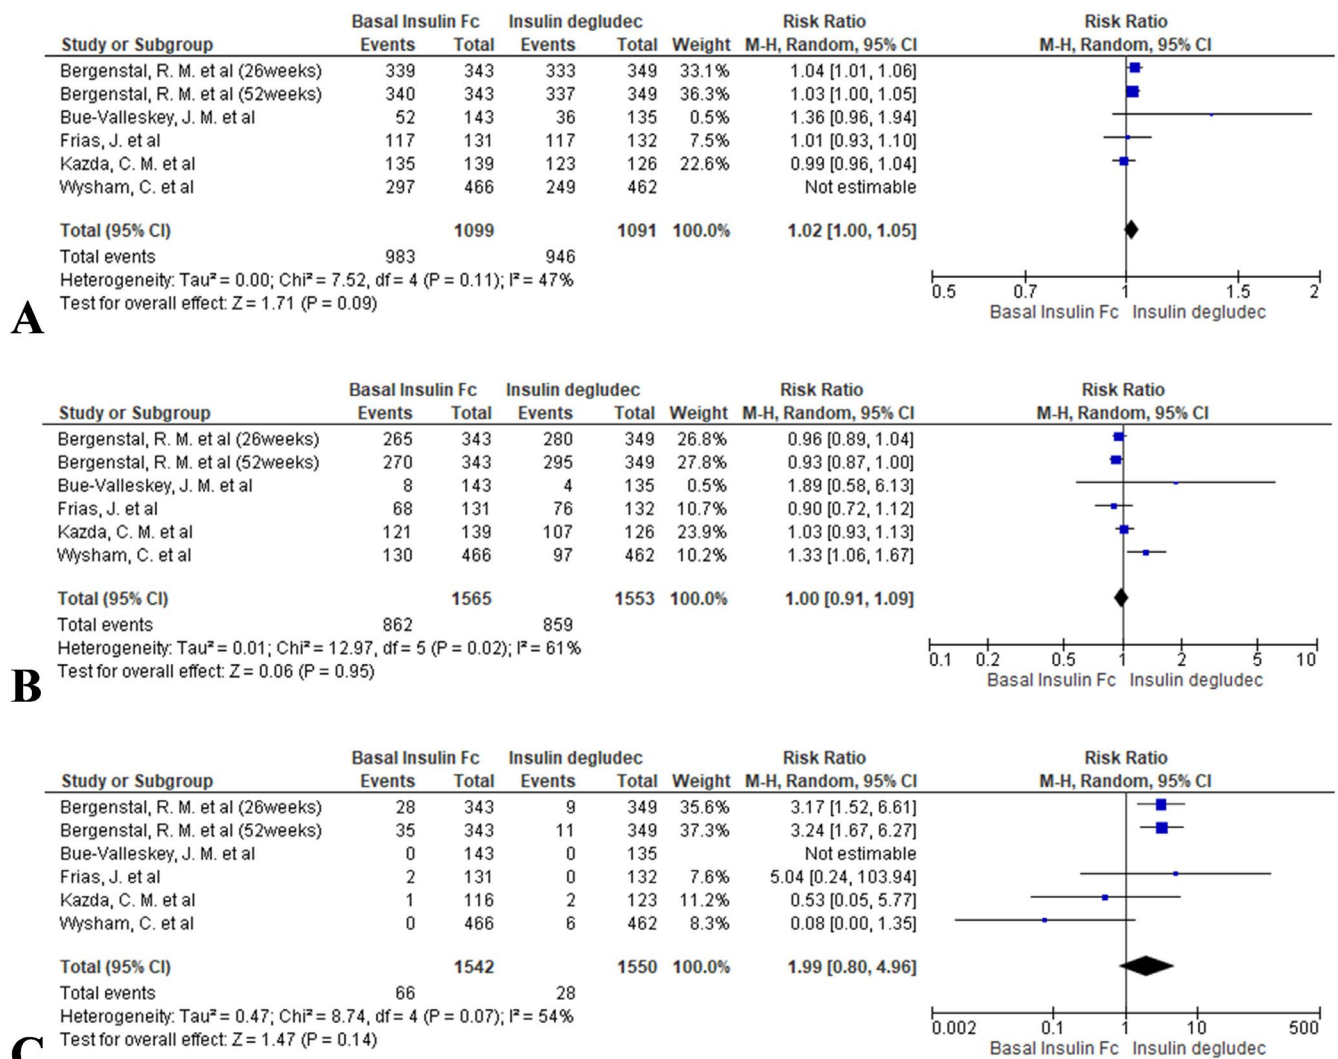 Basal Insulin Fc Insulin degludec Risk Ratio Risk Ratio
Study or Subgroup Events Total Events Total Weight M-H, Random, 95% CI M-H, Random, 95% CI
Bergenstal, R. M. et al (26weeks) 339 343 333 349 33.1% 1.04 [1.01, 1.06]
Bergenstal, R. M. et al (52weeks) 340 343 337 349 36.3% 1.03 [1.00, 1.05]
Bue-Valleskey, J. M. et al 52 143 36 135 0.5% 1.36 [0.96, 1.94]
Frias, J. et al 117 131 117 132 7.5% 1.01 [0.93, 1.10]
Kazda, C. M. et al 135 139 123 126 22.6% 0.99 [0.96, 1.04]
Wysham, C. et al 297 466 249 462 Not estimable
Total (95% CI) 1099 1091 100.0% 1.02 [1.00, 1.05]
Total events 983 946
Heterogeneity: Tau² = 0.00; Chi² = 7.52, df = 4 (P = 0.11); I² = 47%
Test for overall effect: Z = 1.71 (P = 0.09)
0.5 0.7 1 1.5 2
Basal Insulin Fc Insulin degludec
A
Basal Insulin Fc Insulin degludec Risk Ratio Risk Ratio
Study or Subgroup Events Total Events Total Weight M-H, Random, 95% CI M-H, Random, 95% CI
Bergenstal, R. M. et al (26weeks) 265 343 280 349 26.8% 0.96 [0.89, 1.04]
Bergenstal, R. M. et al (52weeks) 270 343 295 349 27.8% 0.93 [0.87, 1.00]
Bue-Valleskey, J. M. et al 8 143 4 135 0.5% 1.89 [0.58, 6.13]
Frias, J. et al 68 131 76 132 10.7% 0.90 [0.72, 1.12]
Kazda, C. M. et al 121 139 107 126 23.9% 1.03 [0.93, 1.13]
Wysham, C. et al 130 466 97 462 10.2% 1.33 [1.06, 1.67]
Total (95% CI) 1565 1553 100.0% 1.00 [0.91, 1.09]
Total events 862 859
Heterogeneity: Tau² = 0.01; Chi² = 12.97, df = 5 (P = 0.02); I² = 61%
Test for overall effect: Z = 0.06 (P = 0.95)
0.1 0.2 0.5 1 2 5 10
Basal Insulin Fc Insulin degludec
B
Basal Insulin Fc Insulin degludec Risk Ratio Risk Ratio
Study or Subgroup Events Total Events Total Weight M-H, Random, 95% CI M-H, Random, 95% CI
Bergenstal, R. M. et al (26weeks) 28 343 9 349 35.6% 3.17 [1.52, 6.61]
Bergenstal, R. M. et al (52weeks) 35 343 11 349 37.3% 3.24 [1.67, 6.27]
Bue-Valleskey, J. M. et al 0 143 0 135 Not estimable
Frias, J. et al 2 131 0 132 7.6% 5.04 [0.24, 103.94]
Kazda, C. M. et al 1 116 2 123 11.2% 0.53 [0.05, 5.77]
Wysham, C. et al 0 466 6 462 8.3% 0.08 [0.00, 1.35]
Total (95% CI) 1542 1550 100.0% 1.99 [0.80, 4.96]
Total events 66 28
Heterogeneity: Tau² = 0.47; Chi² = 8.74, df = 4 (P = 0.07); I² = 54%
Test for overall effect: Z = 1.47 (P = 0.14)
0.002 0.1 1 10 500
Basal Insulin Fc Insulin degludec
C